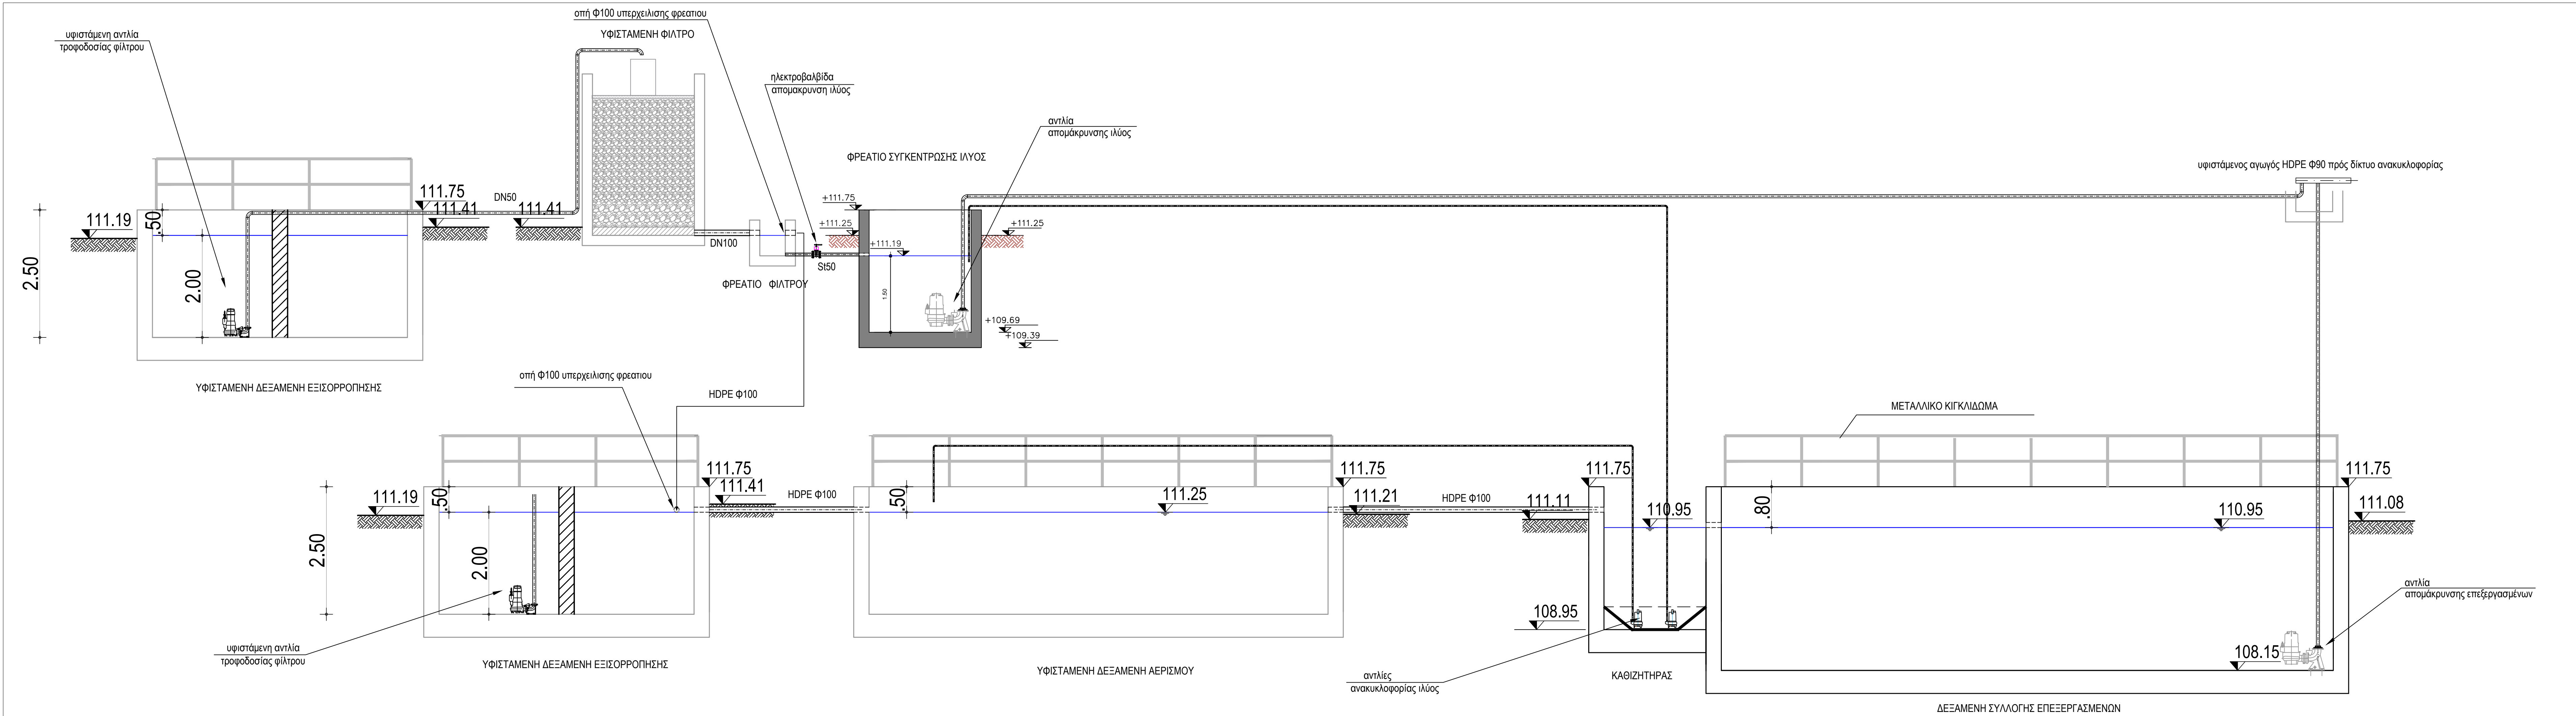 οπή Φ100 υπερχειλισης φρεατιου
υφιστάμενη αντλία
τροφοδοσίας φίλτρου
ΥΦΙΣΤΑΜΕΝΗ ΦΙΛΤΡΟ
ηλεκτροβαλβίδα
απομακρυνση ιλύος
αντλία
απομάκρυνσης ιλύος
ΦΡΕΑΤΙΟ ΣΥΓΚΕΝΤΡΩΣΗΣ ΙΛΥΟΣ
υφιστάμενος αγωγός HDPE Φ90 πρός δίκτυο ανακυκλοφορίας
111.75
DN50
111.41
111.41
111.19
.50
+111.75
+111.25
+111.25
+111.19
DN100
St50
2.50
2.00
1.50
ΦΡΕΑΤΙΟ ΦΙΛΤΡΟΥ
+109.69
+109.39
ΥΦΙΣΤΑΜΕΝΗ ΔΕΞΑΜΕΝΗ ΕΞΙΣΟΡΡΟΠΗΣΗΣ
οπή Φ100 υπερχειλισης φρεατιου
HDPE Φ100
ΜΕΤΑΛΛΙΚΟ ΚΙΓΚΛΙΔΩΜΑ
111.75
111.75
111.75
111.75
111.41
111.19
.50
HDPE Φ100
.50
111.25
111.21
HDPE Φ100
111.11
110.95
.80
110.95
111.08
2.50
2.00
108.95
αντλία
απομάκρυνσης επεξεργασμένων
108.15
υφιστάμενη αντλία
τροφοδοσίας φίλτρου
ΥΦΙΣΤΑΜΕΝΗ ΔΕΞΑΜΕΝΗ ΕΞΙΣΟΡΡΟΠΗΣΗΣ
ΥΦΙΣΤΑΜΕΝΗ ΔΕΞΑΜΕΝΗ ΑΕΡΙΣΜΟΥ
αντλίες
ανακυκλοφορίας ιλύος
ΚΑΘΙΖΗΤΗΡΑΣ
ΔΕΞΑΜΕΝΗ ΣΥΛΛΟΓΗΣ ΕΠΕΞΕΡΓΑΣΜΕΝΩΝ